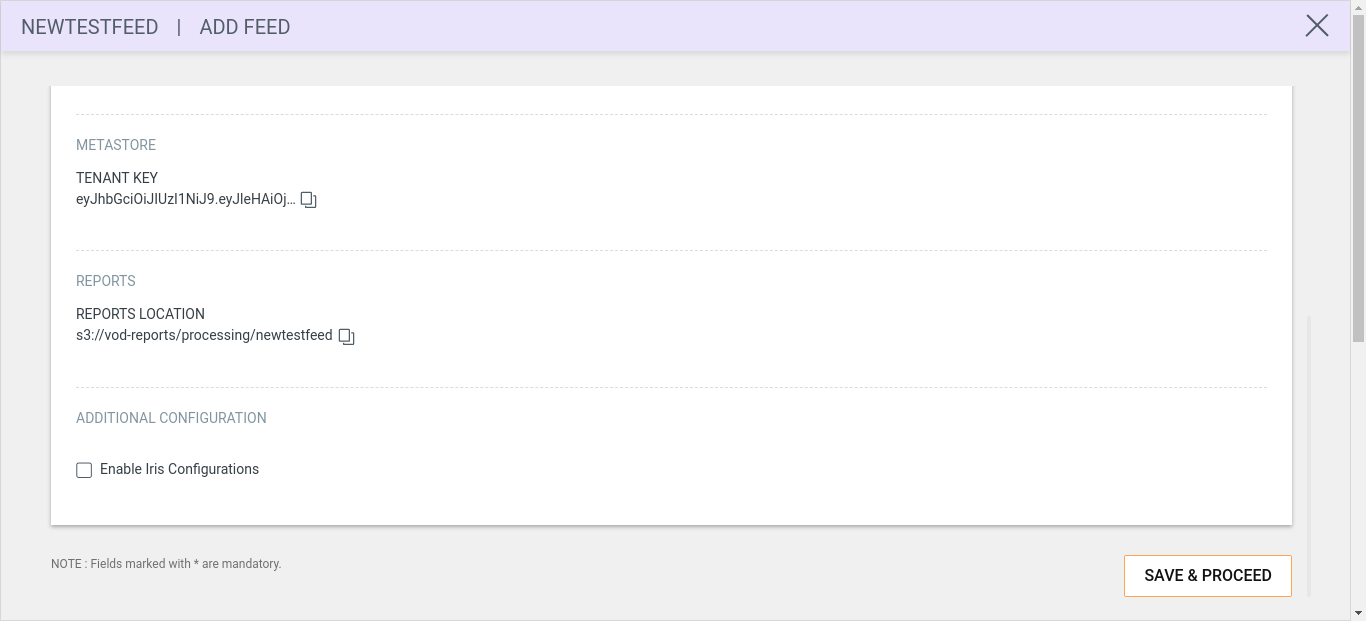 NEWTESTFEED | ADD FEED
METASTORE
TENANT KEY
eyJhbGciOiJIUzI1NiJ9.eyJleHAiOj...
REPORTS
REPORTS LOCATION
s3://vod-reports/processing/newtestfeed
ADDITIONAL CONFIGURATION
Enable Iris Configurations
NOTE : Fields marked with * are mandatory.
SAVE & PROCEED